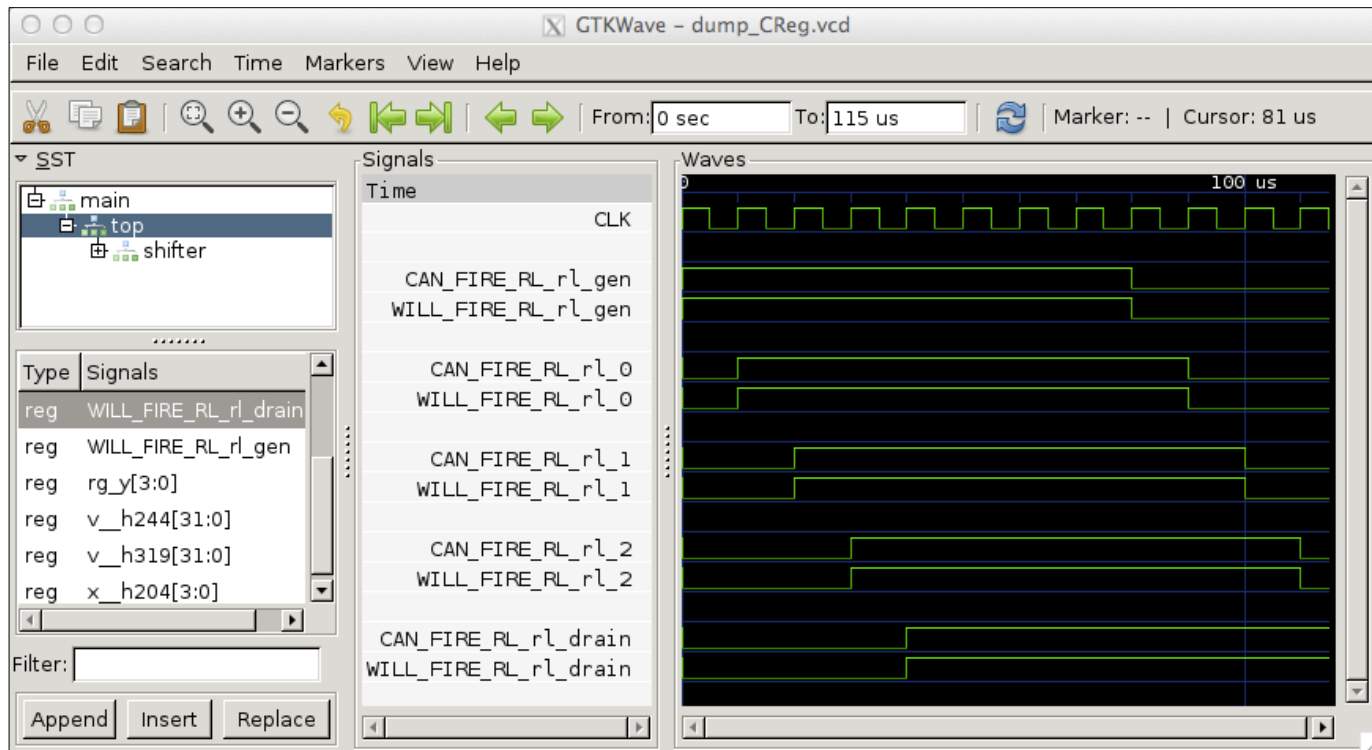 GTKWave – dump_CReg.vcd
File Edit Search Time Markers View Help
From: 0 sec To: 115 us Marker: -- | Cursor: 81 us
SST
main
top
shifter
Type Signals
reg WILL_FIRE_RL_rl_drain
reg WILL_FIRE_RL_rl_gen
reg rg_y[3:0]
reg v__h244[31:0]
reg v__h319[31:0]
reg x__h204[3:0]
Filter:
Append Insert Replace
Signals
Time
CLK
CAN_FIRE_RL_rl_gen
WILL_FIRE_RL_rl_gen
CAN_FIRE_RL_rl_0
WILL_FIRE_RL_rl_0
CAN_FIRE_RL_rl_1
WILL_FIRE_RL_rl_1
CAN_FIRE_RL_rl_2
WILL_FIRE_RL_rl_2
CAN_FIRE_RL_rl_drain
WILL_FIRE_RL_rl_drain
Waves
0 100 us